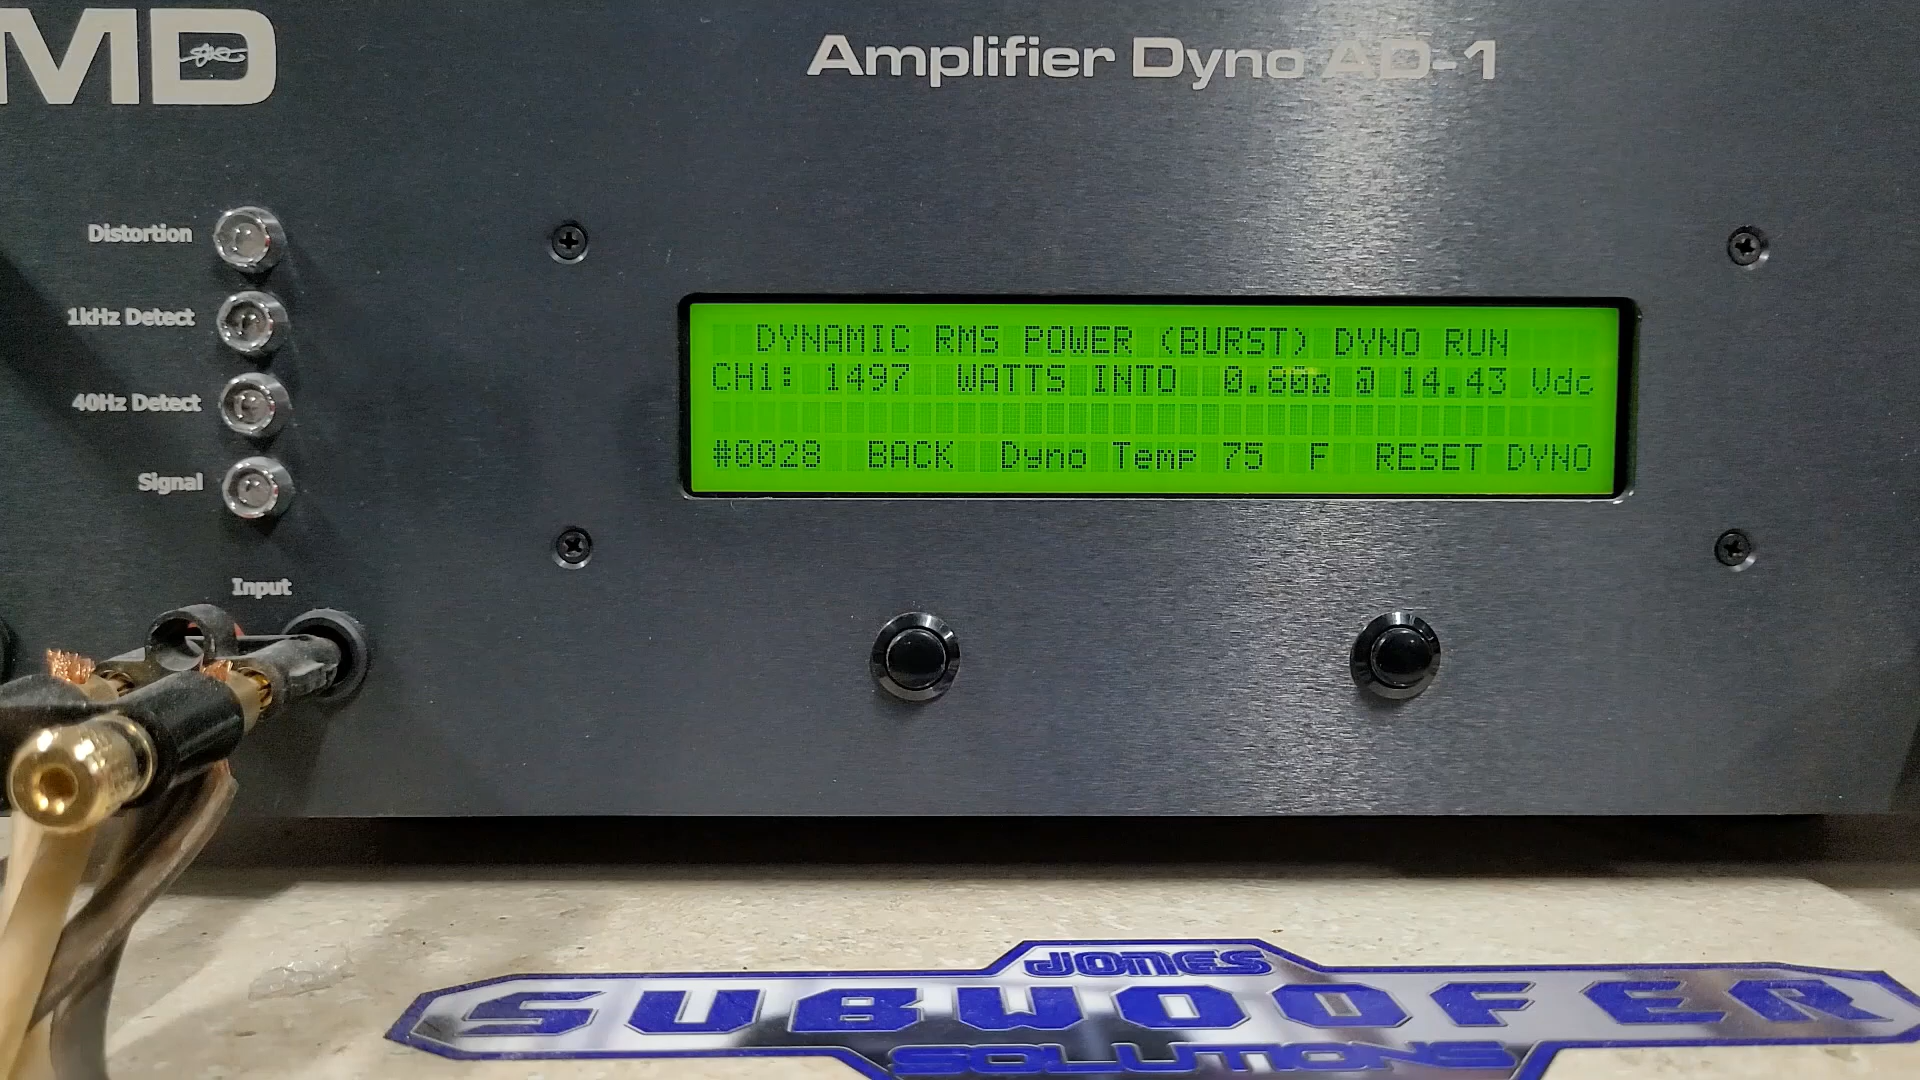 MD
Amplifier Dyno AD-1
Distortion
1kHz Detect
40Hz Detect
Signal
Input
DYNAMIC RMS POWER (BURST) DYNO RUN
CH1: 1497 WATTS INTO 0.80Ω @ 14.43 Vdc
#0028 BACK Dyno Temp 75 F RESET DYNO
JONES
SUBWOOFER
SOLUTIONS